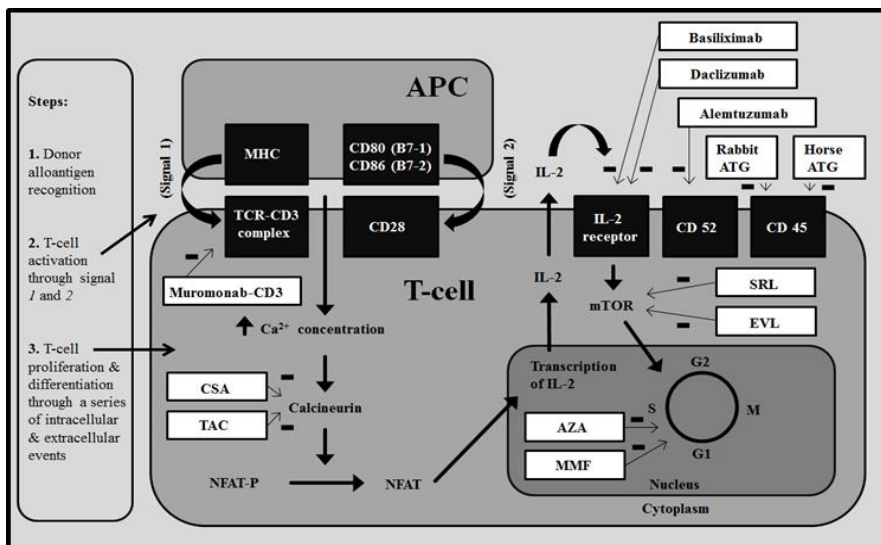 Steps:
1. Donor
alloantigen
recognition
2. T-cell
activation
through signal
1 and 2
3. T-cell
proliferation &
differentiation
through a series
of intracellular
& extracellular
events
APC
(Signal 1)
MHC
CD80 (B7-1)
CD86 (B7-2)
(Signal 2)
TCR-CD3
complex
CD28
Muromonab-CD3
T-cell
Ca²⁺ concentration
CSA
TAC
Calcineurin
NFAT-P
NFAT
IL-2
IL-2
Basiliximab
Daclizumab
Alemtuzumab
Rabbit
ATG
Horse
ATG
IL-2
receptor
CD 52
CD 45
mTOR
SRL
EVL
Transcription
of IL-2
AZA
MMF
G2
S
M
G1
Nucleus
Cytoplasm